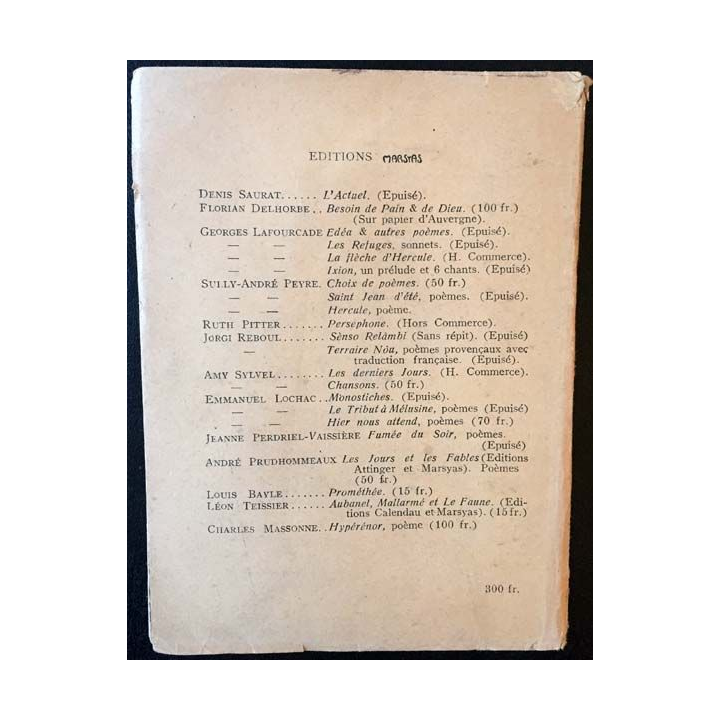 EDITIONS MARSYAS
DENIS SAURAT...... L'Actuel. (Epuisé).
FLORIAN DELHORBE.. Besoin de Pain & de Dieu. (100 fr.)
(Sur papier d'Auvergne).
GEORGES LAFOURCADE Edéa & autres poèmes. (Epuisé).
— — Les Refuges, sonnets. (Epuisé).
— — La flèche d'Hercule. (H. Commerce).
— — Ixion, un prélude et 6 chants. (Epuisé)
SULLY-ANDRÉ PEYRE. Choix de poèmes. (50 fr.)
— — Saint Jean d'été, poèmes. (Epuisé).
— — Hercule, poème.
RUTH PITTER....... Perséphone. (Hors Commerce).
JORGI REBOUL....... Sènso Relàmbi (Sans répit). (Epuisé)
— Terraire Nòu, poèmes provençaux avec
traduction française. (Epuisé).
AMY SYLVEL........ Les derniers Jours. (H. Commerce).
— — Chansons. (50 fr.)
EMMANUEL LOCHAC.. Monostiches. (Epuisé).
— — Le Tribut à Mélusine, poèmes (Epuisé)
— — Hier nous attend, poèmes (70 fr.)
JEANNE PERDRIEL-VAISSIÈRE Fumée du Soir, poèmes.
(Epuisé)
ANDRÉ PRUDHOMMEAUX Les Jours et les Fables (Editions
Attinger et Marsyas). Poèmes
(50 fr.)
LOUIS BAYLE....... Prométhée. (15 fr.)
LÉON TEISSIER...... Aubanel, Mallarmé et Le Faune. (Edi-
tions Calendau et Marsyas). (15 fr.)
CHARLES MASSONNE.. Hypérénor, poème (100 fr.)
300 fr.